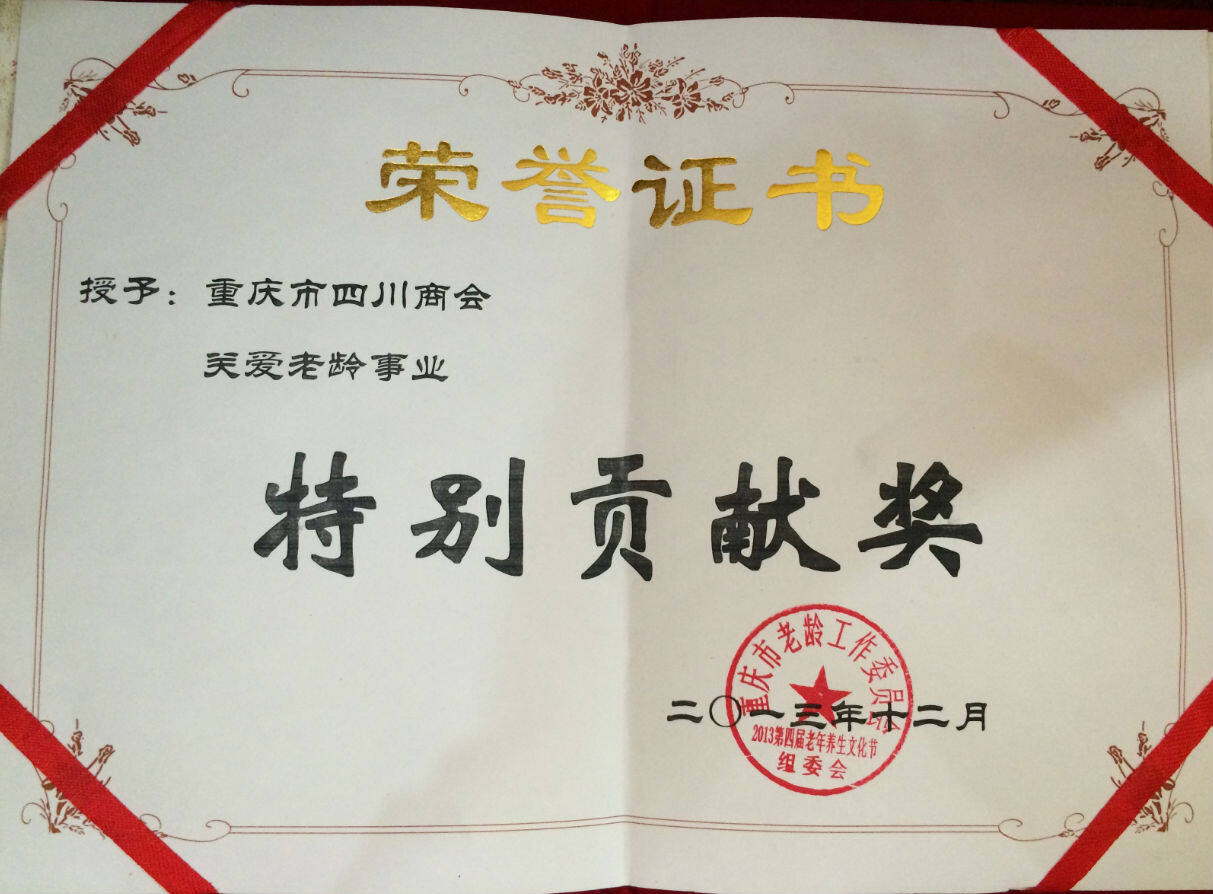 荣誉证书
授予：重庆市四川商会
关爱老龄事业
特别贡献奖
重庆市老龄工作委员会
二〇一三年十二月
2013第四届老年养生文化节
组委会